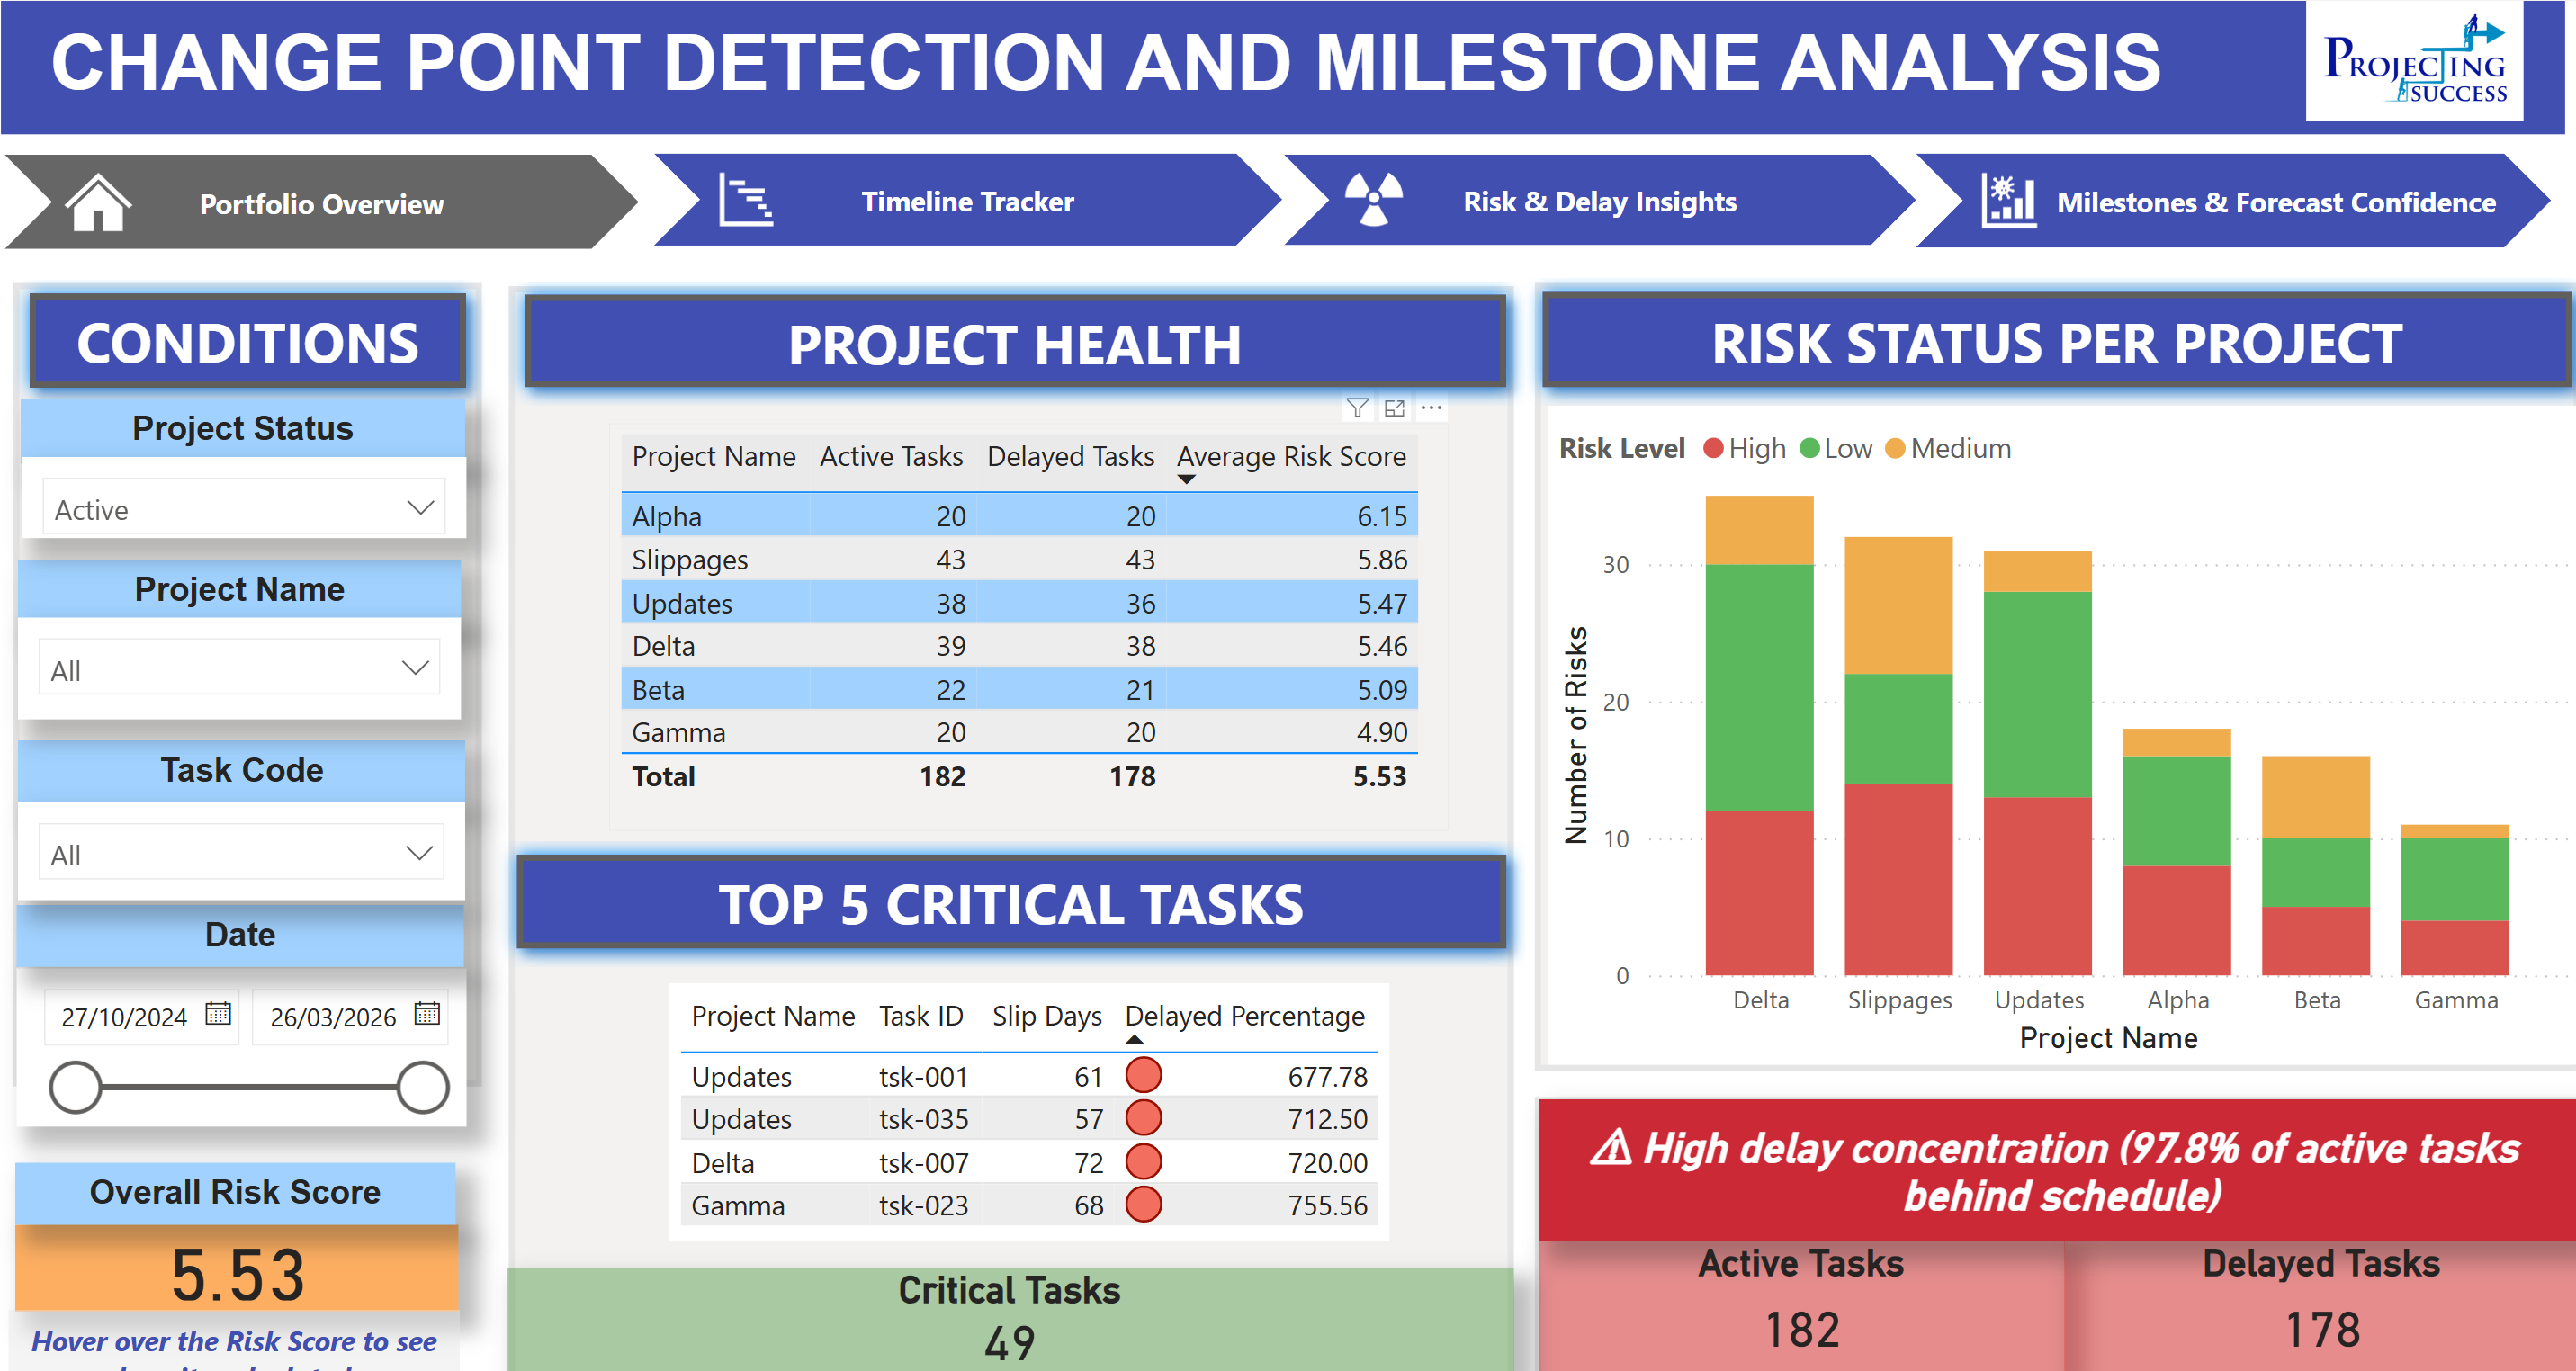 CHANGE POINT DETECTION AND MILESTONE ANALYSIS
PROJECTING
SUCCESS
Portfolio Overview
Timeline Tracker
Risk & Delay Insights
Milestones & Forecast Confidence
CONDITIONS
Project Status
Active
Project Name
All
Task Code
All
Date
27/10/2024 26/03/2026
Overall Risk Score
5.53
Hover over the Risk Score to see
PROJECT HEALTH
Project Name Active Tasks Delayed Tasks Average Risk Score
Alpha 20 20 6.15
Slippages 43 43 5.86
Updates 38 36 5.47
Delta 39 38 5.46
Beta 22 21 5.09
Gamma 20 20 4.90
Total 182 178 5.53
TOP 5 CRITICAL TASKS
Project Name Task ID Slip Days Delayed Percentage
Updates tsk-001 61 677.78
Updates tsk-035 57 712.50
Delta tsk-007 72 720.00
Gamma tsk-023 68 755.56
Critical Tasks
49
RISK STATUS PER PROJECT
Risk Level High Low Medium
Number of Risks
30
20
10
0
Delta Slippages Updates Alpha Beta Gamma
Project Name
⚠ High delay concentration (97.8% of active tasks
behind schedule)
Active Tasks
182
Delayed Tasks
178